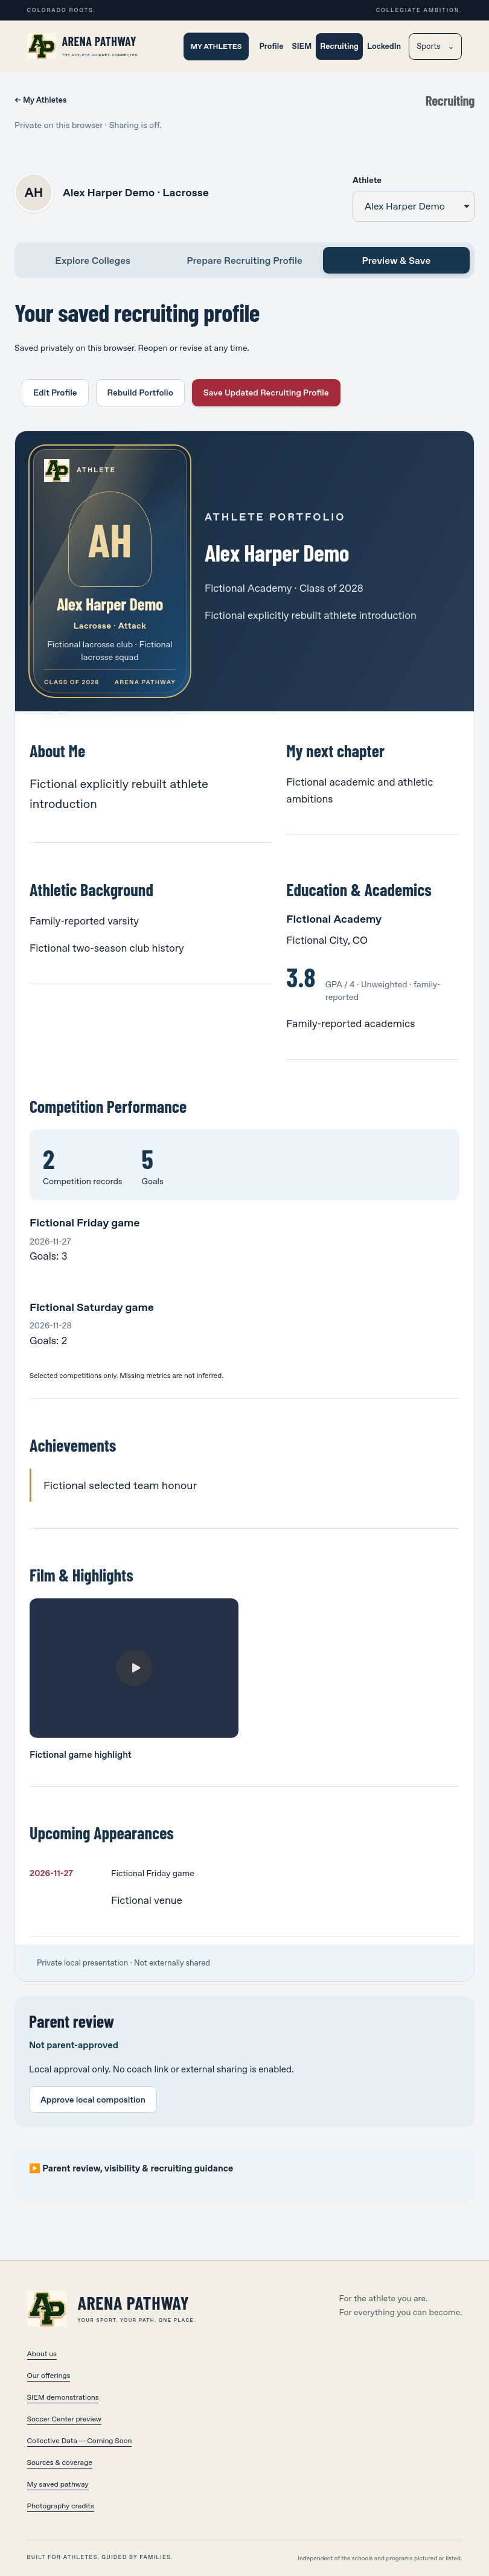 COLORADO ROOTS.
COLLEGIATE AMBITION.
AP
ARENA PATHWAY
THE ATHLETE JOURNEY, CONNECTED.
MY ATHLETES
Profile
SIEM
Recruiting
LockedIn
Sports
← My Athletes
Recruiting
Private on this browser · Sharing is off.
AH
Alex Harper Demo · Lacrosse
Athlete
Alex Harper Demo
Explore Colleges
Prepare Recruiting Profile
Preview & Save
Your saved recruiting profile
Saved privately on this browser. Reopen or revise at any time.
Edit Profile
Rebuild Portfolio
Save Updated Recruiting Profile
AP
ATHLETE
AH
Alex Harper Demo
Lacrosse · Attack
Fictional lacrosse club · Fictional
lacrosse squad
CLASS OF 2028
ARENA PATHWAY
ATHLETE PORTFOLIO
Alex Harper Demo
Fictional Academy · Class of 2028
Fictional explicitly rebuilt athlete introduction
About Me
Fictional explicitly rebuilt athlete
introduction
My next chapter
Fictional academic and athletic
ambitions
Athletic Background
Family-reported varsity
Fictional two-season club history
Education & Academics
Fictional Academy
Fictional City, CO
3.8
GPA / 4 · Unweighted · family-
reported
Family-reported academics
Competition Performance
2
Competition records
5
Goals
Fictional Friday game
2026-11-27
Goals: 3
Fictional Saturday game
2026-11-28
Goals: 2
Selected competitions only. Missing metrics are not inferred.
Achievements
Fictional selected team honour
Film & Highlights
Fictional game highlight
Upcoming Appearances
2026-11-27
Fictional Friday game
Fictional venue
Private local presentation · Not externally shared
Parent review
Not parent-approved
Local approval only. No coach link or external sharing is enabled.
Approve local composition
Parent review, visibility & recruiting guidance
AP
ARENA PATHWAY
YOUR SPORT. YOUR PATH. ONE PLACE.
For the athlete you are.
For everything you can become.
About us
Our offerings
SIEM demonstrations
Soccer Center preview
Collective Data — Coming Soon
Sources & coverage
My saved pathway
Photography credits
BUILT FOR ATHLETES. GUIDED BY FAMILIES.
Independent of the schools and programs pictured or listed.